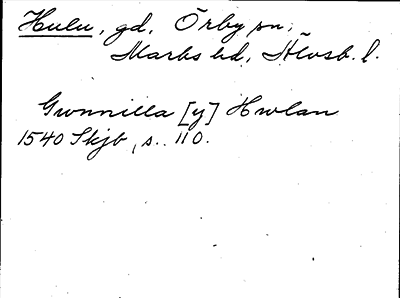 Hulu, gd, Örby sn,
Marks hd, Älvsb. l.
Gwnnilla [y] Hwlan
1540 Skjb, s. 110.